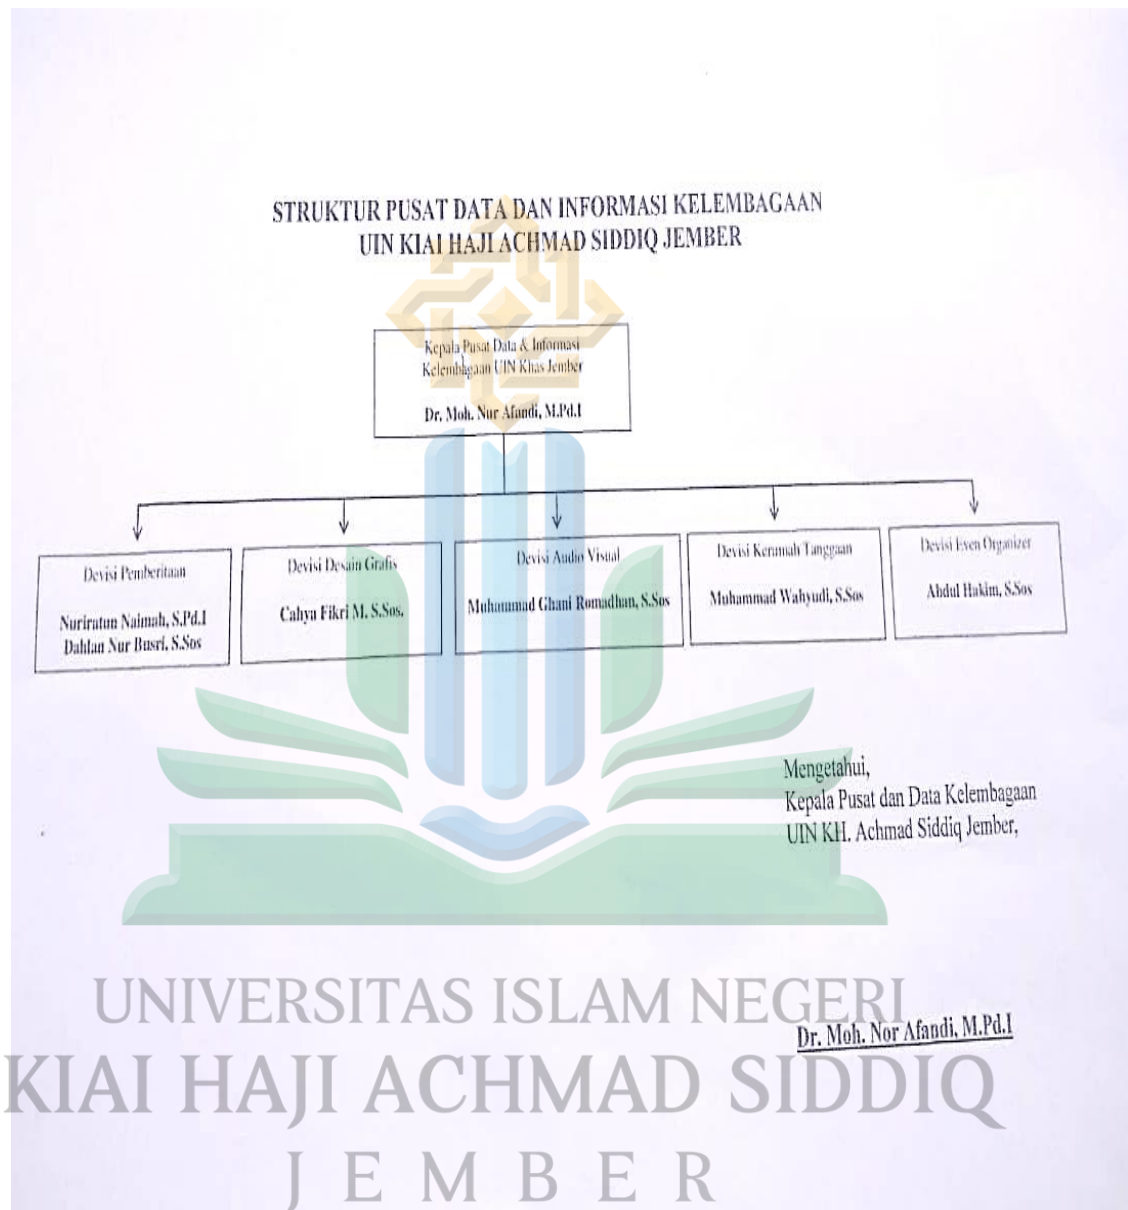 STRUKTUR PUSAT DATA DAN INFORMASI KELEMBAGAAN
UIN KIAI HAJI ACHMAD SIDDIQ JEMBER
Kepala Pusat Data & Informasi
Kelembagaan UIN Khas Jember
Dr. Moh. Nur Afandi, M.Pd.I
Devisi Pemberitaan
Nuriratun Naimah, S.Pd.I
Dahlan Nur Busri, S.Sos
Devisi Desain Grafis
Cahya Fikri M. S.Sos.
Devisi Audio Visual
Muhammad Ghani Romadhan, S.Sos
Devisi Kerumah Tanggaan
Muhammad Wahyudi, S.Sos
Devisi Even Organizer
Abdul Hakim, S.Sos
Mengetahui,
Kepala Pusat dan Data Kelembagaan
UIN KH. Achmad Siddiq Jember,
Dr. Moh. Nor Afandi, M.Pd.I
UNIVERSITAS ISLAM NEGERI
KIAI HAJI ACHMAD SIDDIQ
JEMBER